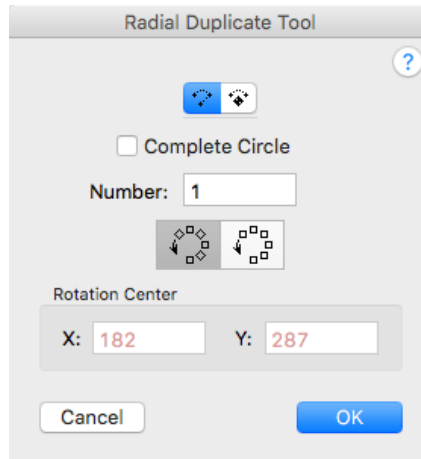 Radial Duplicate Tool
?
Complete Circle
Number: 1
Rotation Center
X: 182 Y: 287
Cancel OK